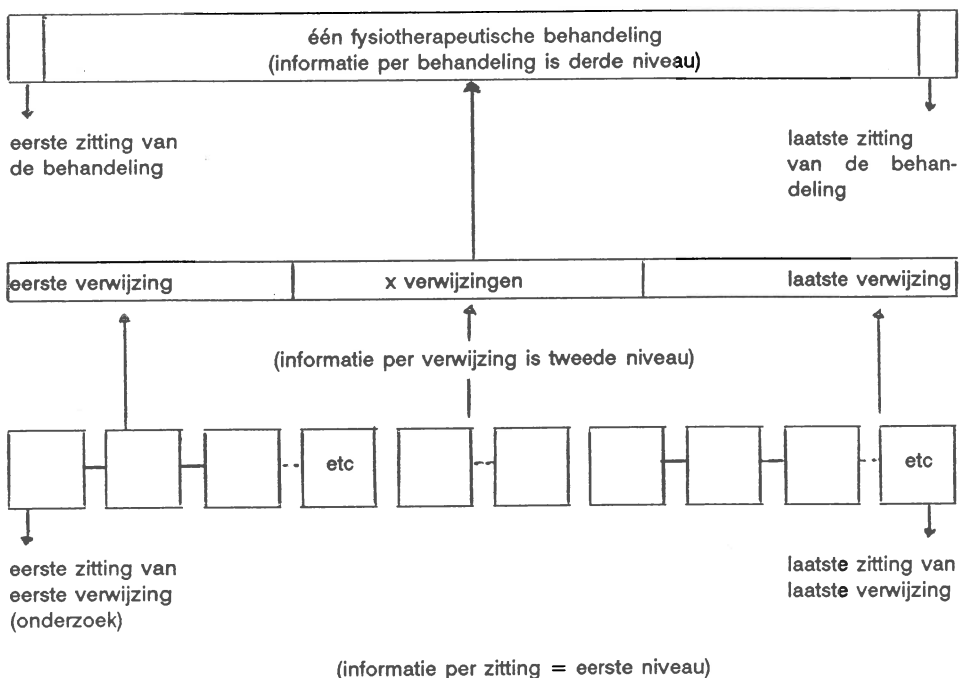 één fysiotherapeutische behandeling
(informatie per behandeling is derde niveau)
eerste zitting van
de behandeling
laatste zitting
van de behan-
deling
eerste verwijzing
x verwijzingen
laatste verwijzing
(informatie per verwijzing is tweede niveau)
etc
etc
eerste zitting van
eerste verwijzing
(onderzoek)
laatste zitting van
laatste verwijzing
(informatie per zitting = eerste niveau)